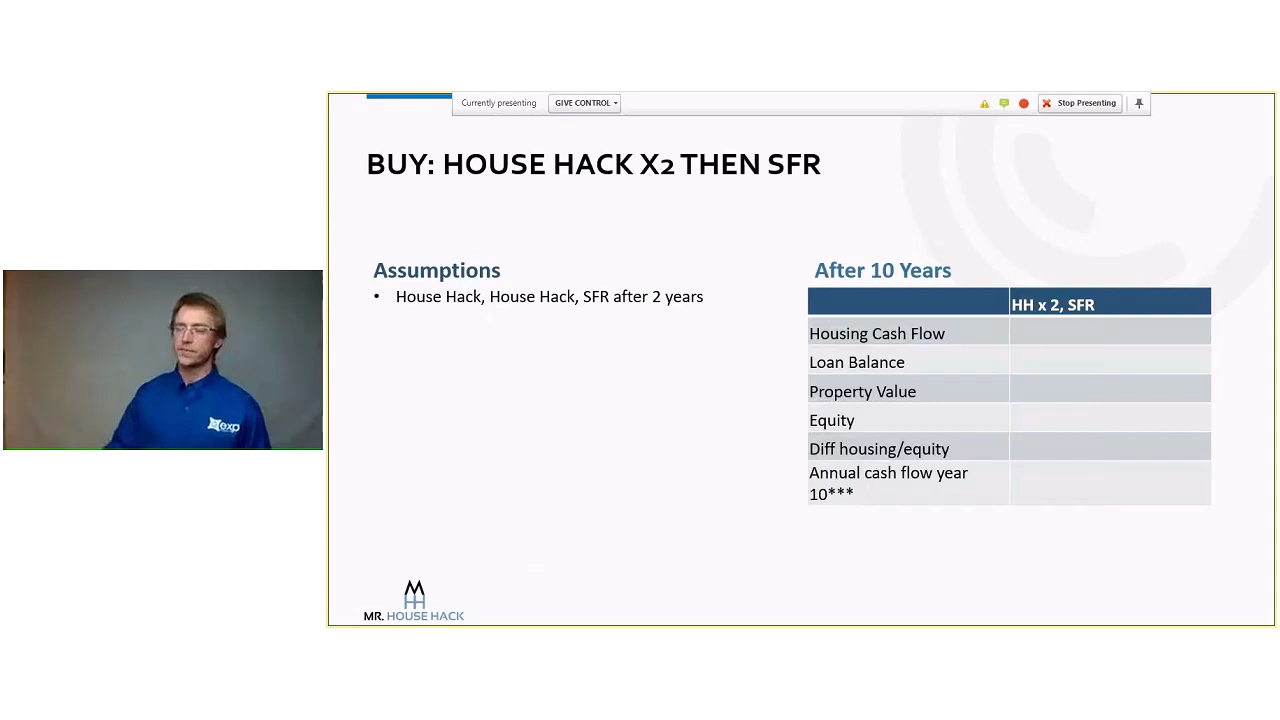 Currently presenting
GIVE CONTROL
Stop Presenting
BUY: HOUSE HACK X2 THEN SFR
Assumptions
• House Hack, House Hack, SFR after 2 years
After 10 Years
HH x 2, SFR
Housing Cash Flow
Loan Balance
Property Value
Equity
Diff housing/equity
Annual cash flow year
10***
exp
MR. HOUSE HACK